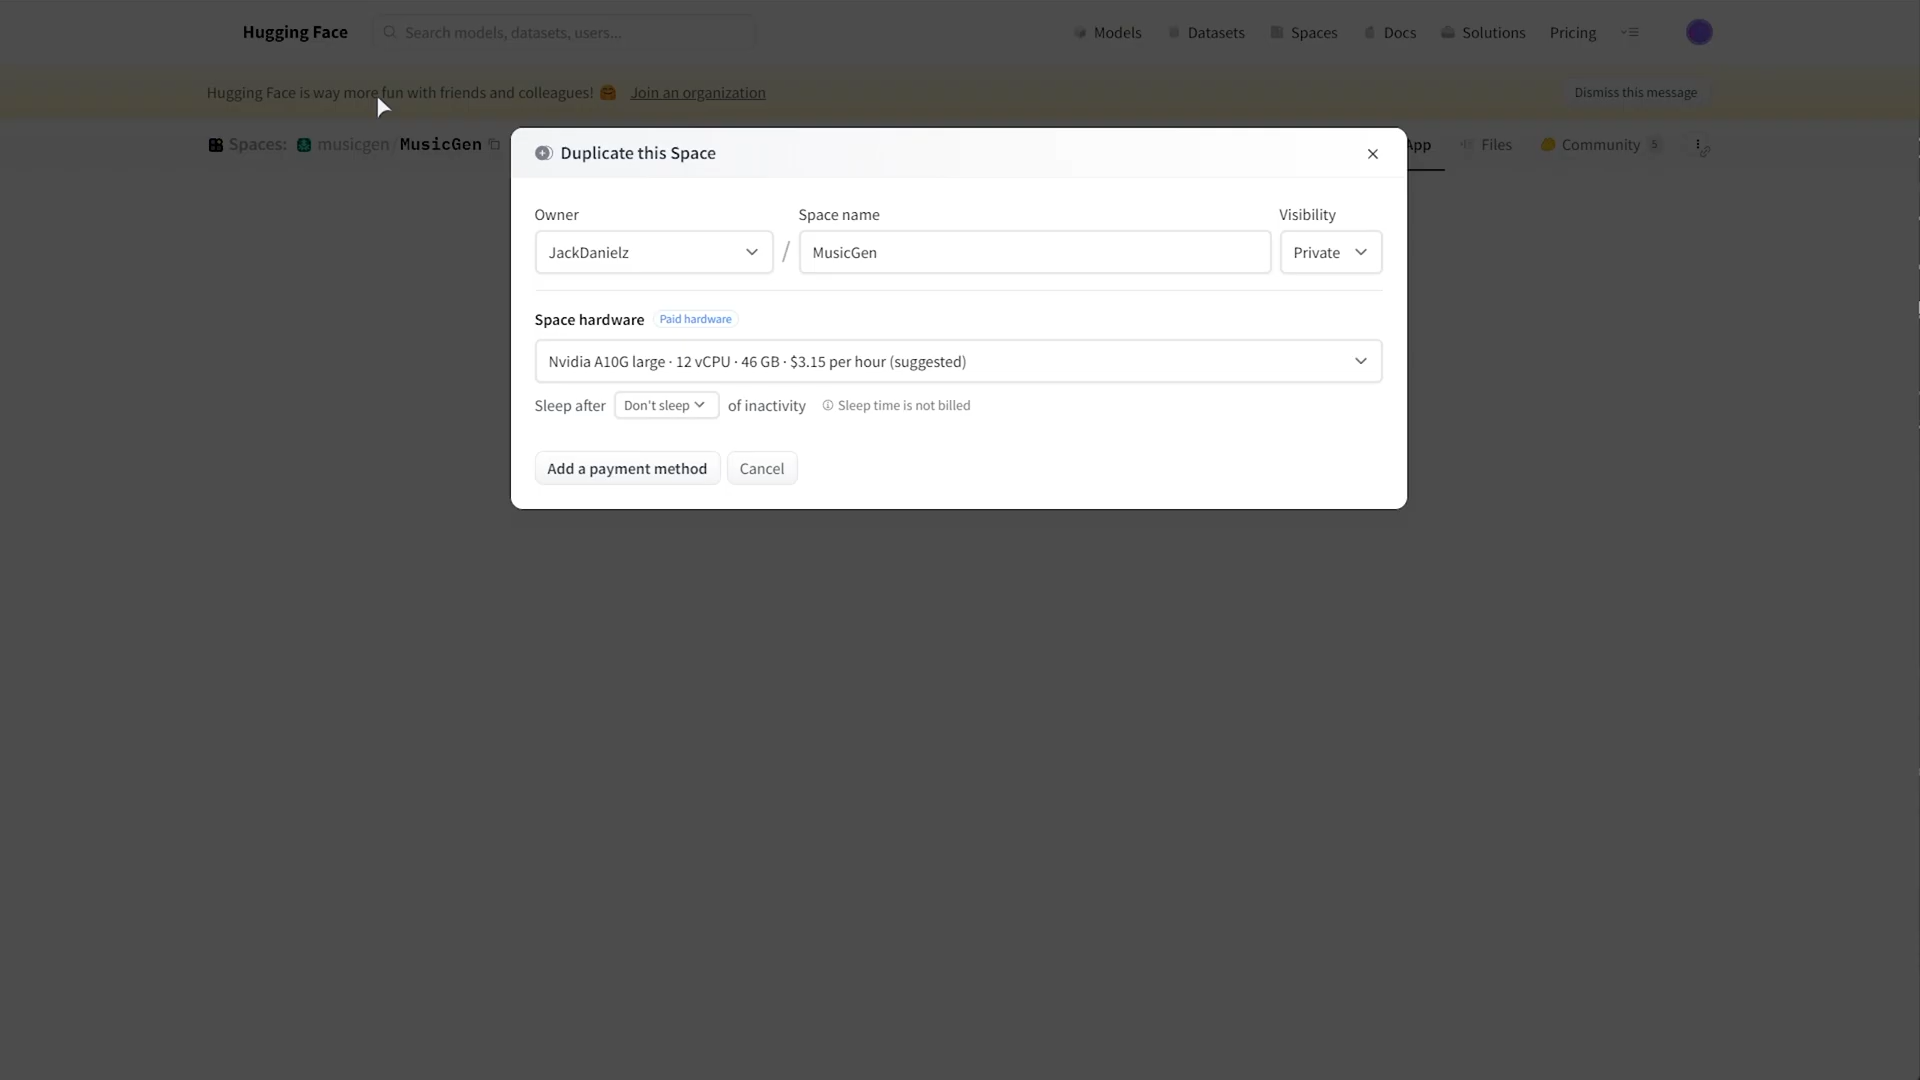 Hugging Face
Search models, datasets, users...
Models
Datasets
Spaces
Docs
Solutions
Pricing
Hugging Face is way more fun with friends and colleagues! 🤗 Join an organization
Dismiss this message
Spaces: musicgen/MusicGen
App
Files
Community 5
Duplicate this Space
Owner
Space name
Visibility
JackDanielz
/
MusicGen
Private
Space hardware Paid hardware
Nvidia A10G large · 12 vCPU · 46 GB · $3.15 per hour (suggested)
Sleep after Don't sleep of inactivity Sleep time is not billed
Add a payment method
Cancel